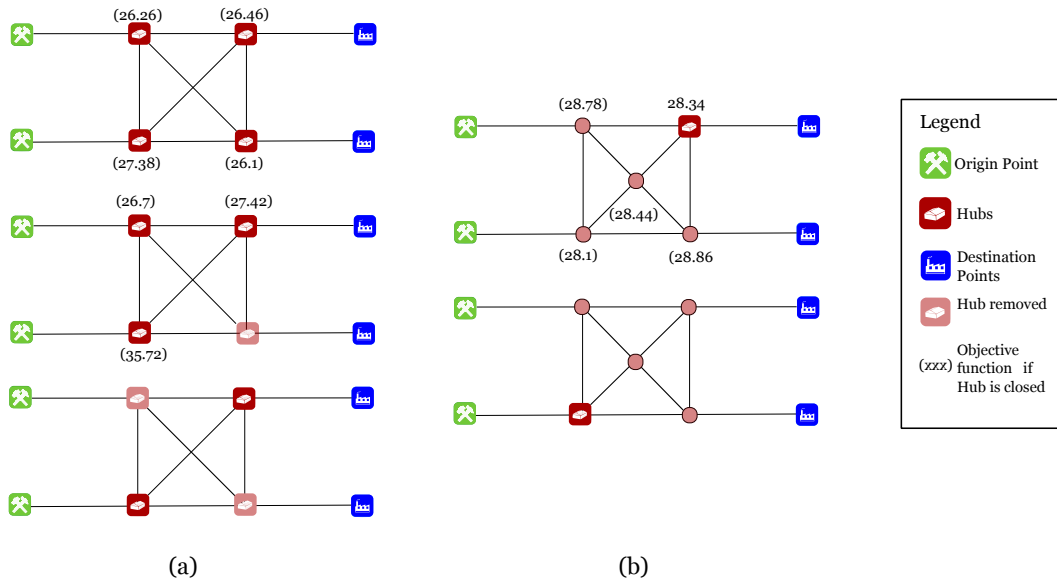 (26.26)
(26.46)
(27.38)
(26.1)
(26.7)
(27.42)
(35.72)
(a)
(28.78)
28.34
(28.44)
(28.1)
(28.86
(b)
Legend
Origin Point
Hubs
Destination
Points
Hub removed
(xxx) Objective
function if
Hub is closed